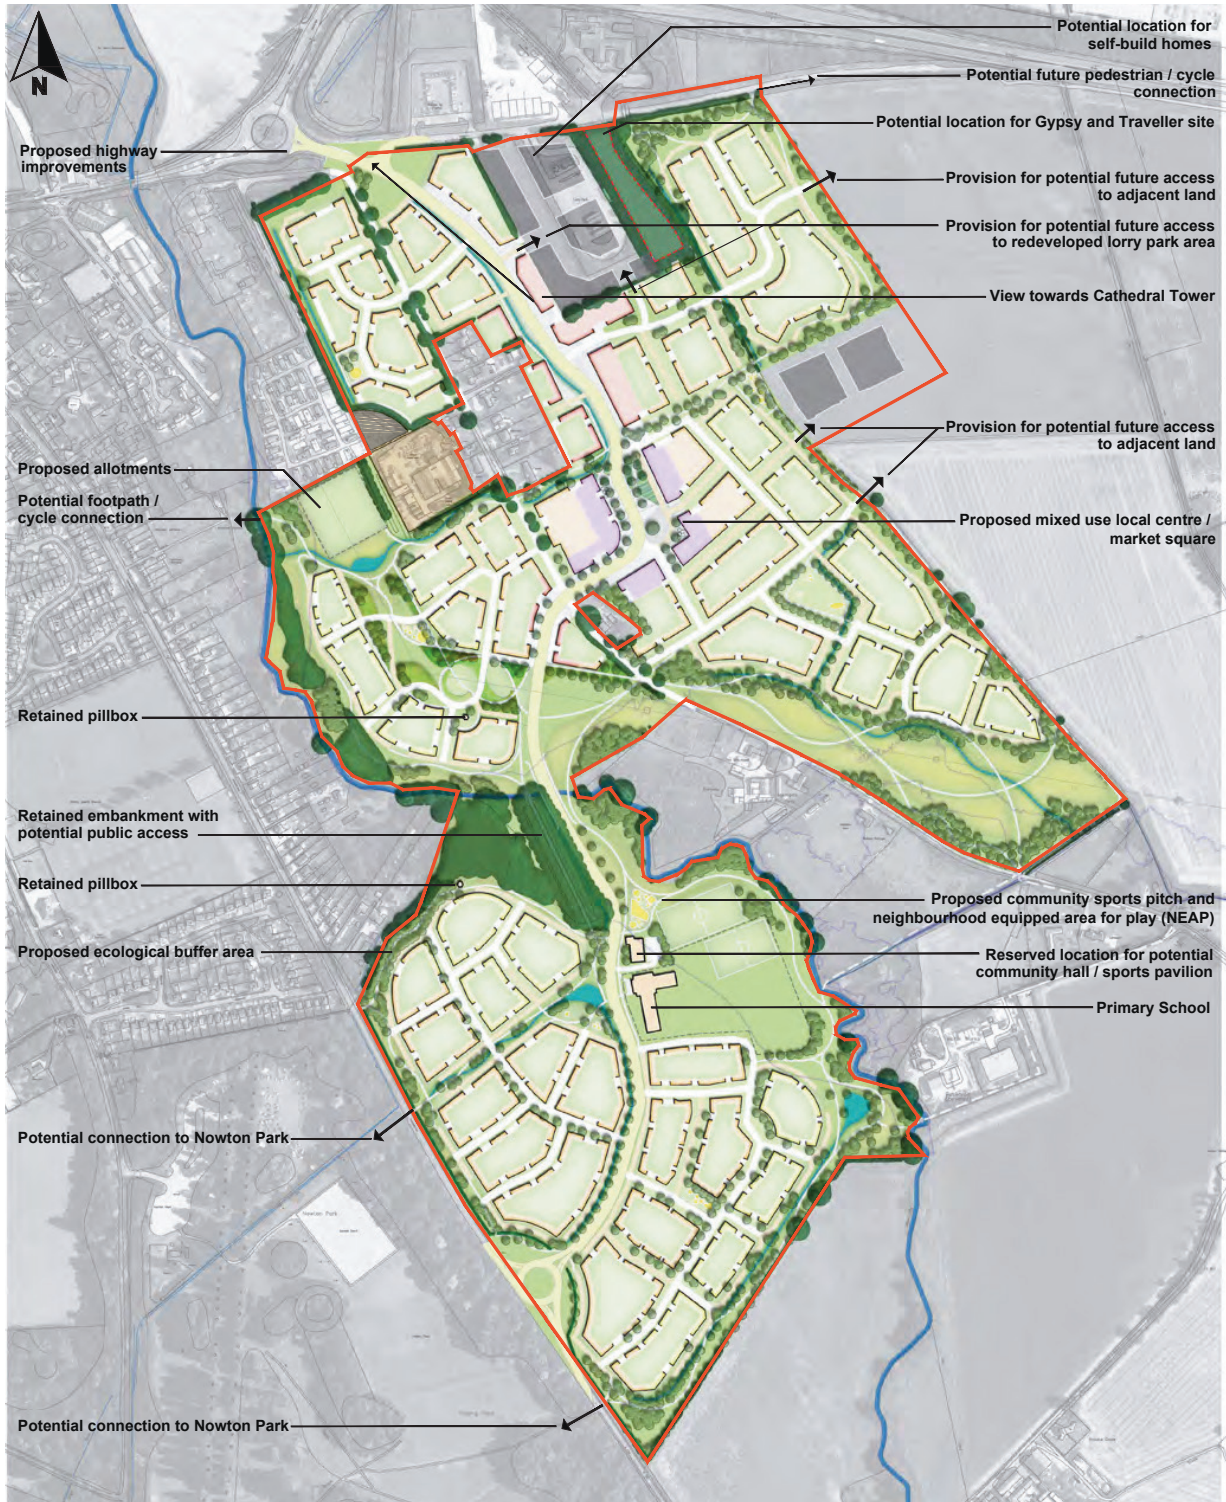 N
Potential location for
self-build homes
Potential future pedestrian / cycle
connection
Potential location for Gypsy and Traveller site
Proposed highway
improvements
Provision for potential future access
to adjacent land
Provision for potential future access
to redeveloped lorry park area
View towards Cathedral Tower
Provision for potential future access
to adjacent land
Proposed allotments
Potential footpath /
cycle connection
Proposed mixed use local centre /
market square
Retained pillbox
Retained embankment with
potential public access
Retained pillbox
Proposed community sports pitch and
neighbourhood equipped area for play (NEAP)
Proposed ecological buffer area
Reserved location for potential
community hall / sports pavilion
Primary School
Potential connection to Nowton Park
Nowton Park
Potential connection to Nowton Park